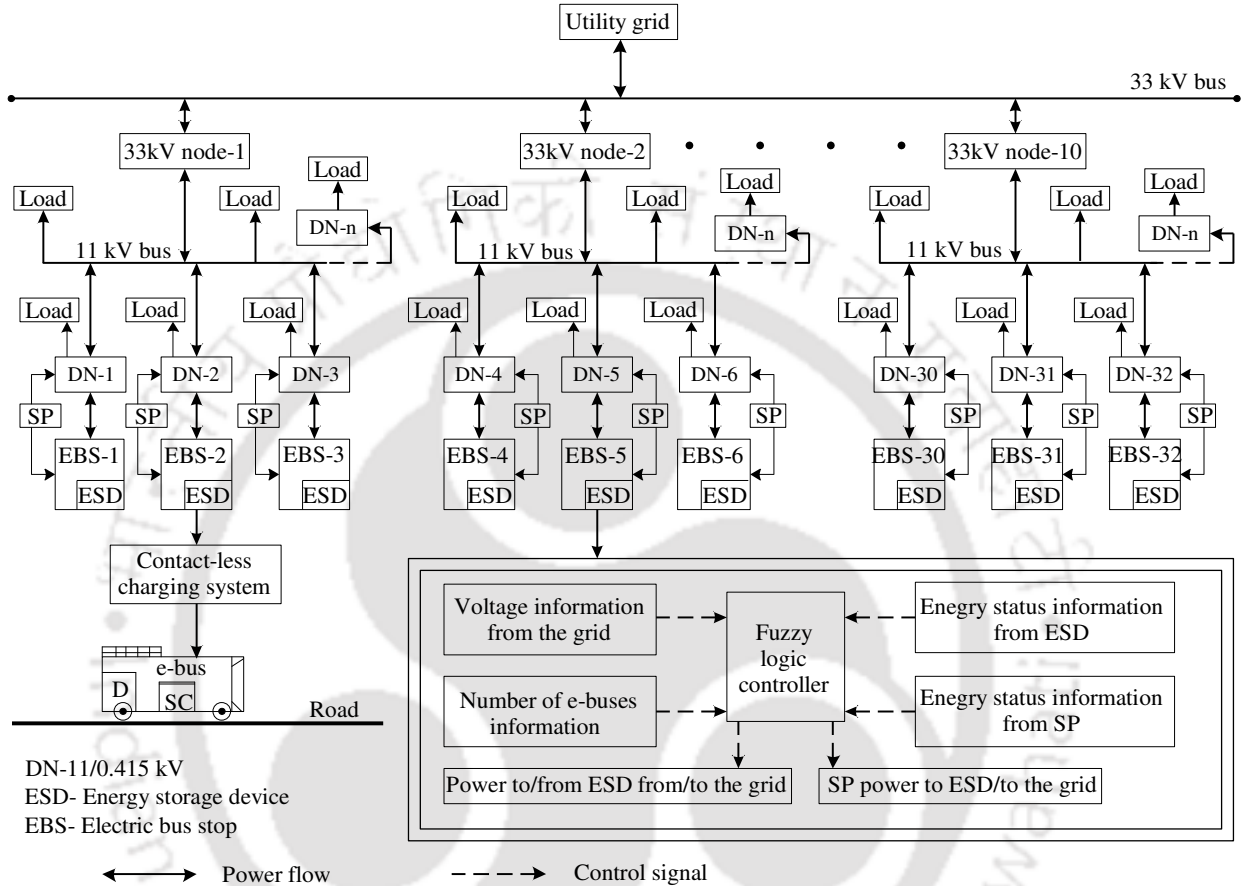 Utility grid
33 kV bus
33kV node-1
33kV node-2
33kV node-10
Load
Load
Load
DN-n
11 kV bus
Load
Load
Load
DN-n
11 kV bus
Load
Load
Load
DN-n
11 kV bus
Load
Load
Load
Load
Load
Load
Load
Load
Load
DN-1
DN-2
DN-3
DN-4
DN-5
DN-6
DN-30
DN-31
DN-32
SP
SP
SP
SP
SP
SP
SP
SP
SP
EBS-1
EBS-2
EBS-3
EBS-4
EBS-5
EBS-6
EBS-30
EBS-31
EBS-32
ESD
ESD
ESD
ESD
ESD
ESD
ESD
ESD
ESD
Contact-less
charging system
e-bus
D
SC
Road
Voltage information
from the grid
Number of e-buses
information
Fuzzy
logic
controller
Enegry status information
from ESD
Enegry status information
from SP
Power to/from ESD from/to the grid
SP power to ESD/to the grid
DN-11/0.415 kV
ESD- Energy storage device
EBS- Electric bus stop
Power flow
Control signal